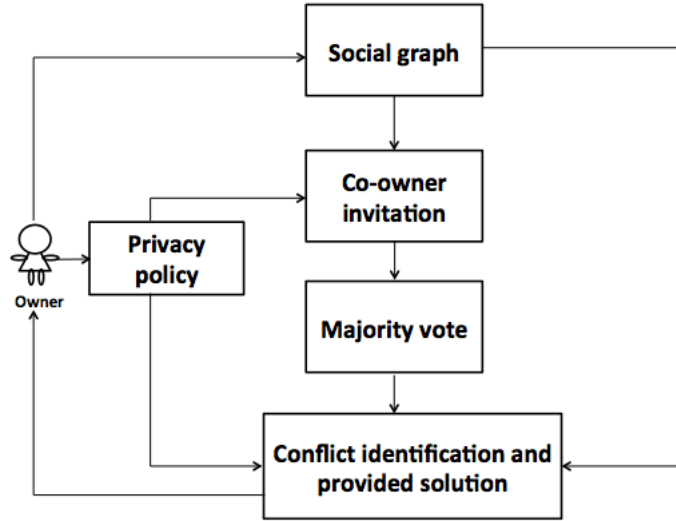 Social graph
Co-owner
invitation
Privacy
policy
Owner
Majority vote
Conflict identification and
provided solution